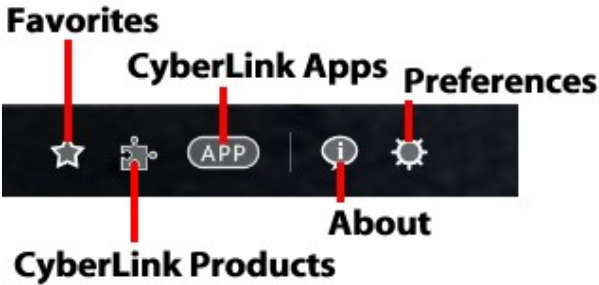 Favorites
CyberLink Apps
Preferences
APP
i
About
CyberLink Products